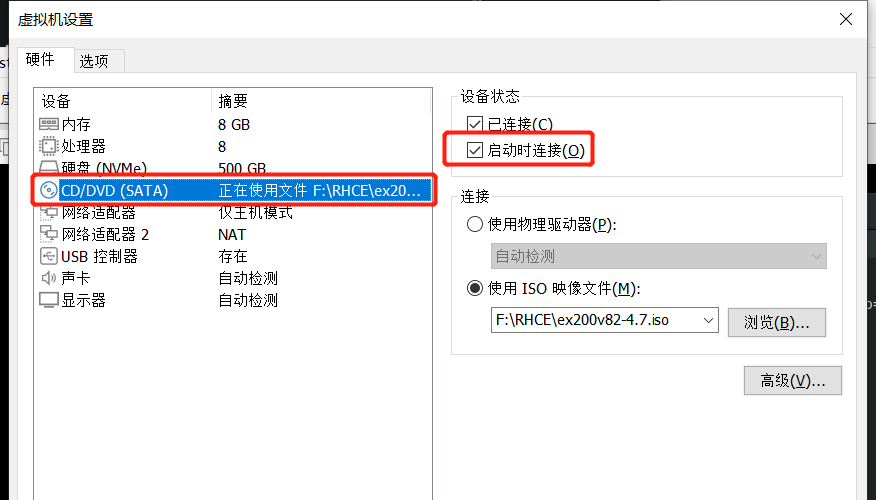 虚拟机设置
硬件 选项
设备 摘要
内存 8 GB
处理器 8
硬盘 (NVMe) 500 GB
CD/DVD (SATA) 正在使用文件 F:\RHCE\ex20...
网络适配器 仅主机模式
网络适配器 2 NAT
USB 控制器 存在
声卡 自动检测
显示器 自动检测
设备状态
已连接(C)
启动时连接(O)
连接
使用物理驱动器(P):
自动检测
使用 ISO 映像文件(M):
F:\RHCE\ex200v82-4.7.iso
浏览(B)...
高级(V)...